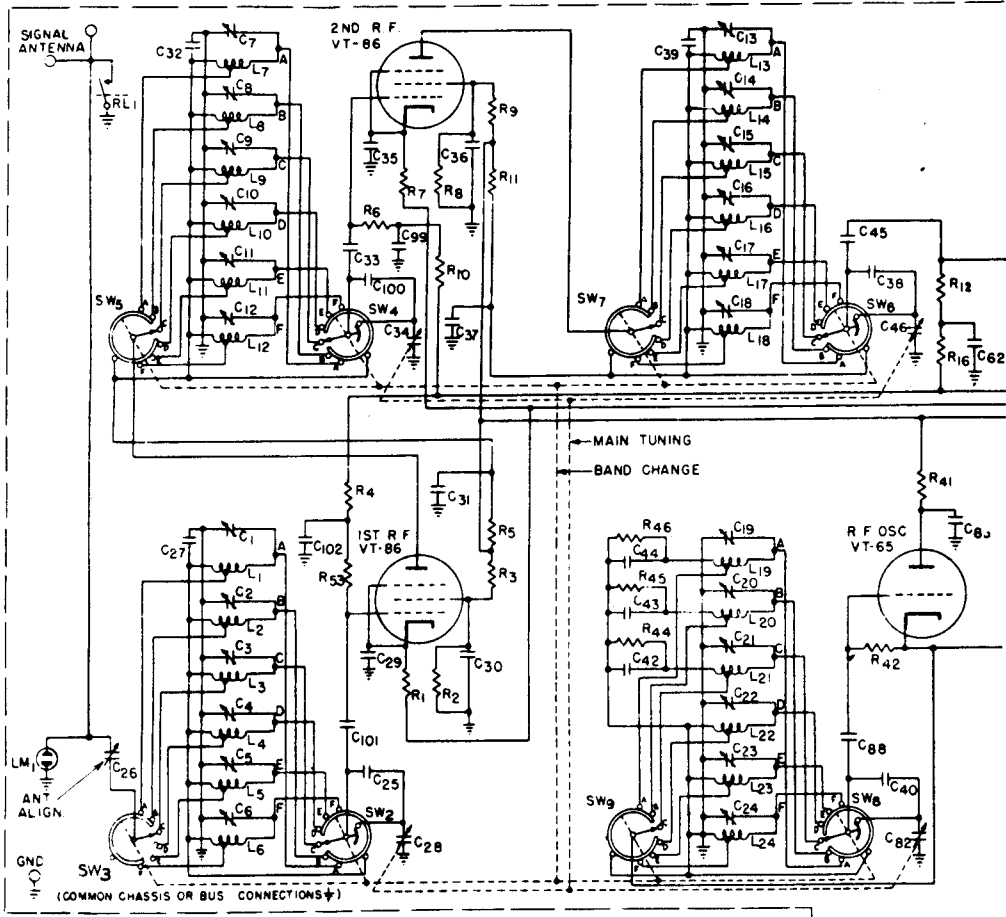 SIGNAL
ANTENNA
RL1
C32
C7
A
L7
C8
B
L8
C9
C
L9
C10
D
L10
C11
E
L11
C12
F
L12
SW5
A
B
C
SW4
F
E
C
B
A
2ND R.F.
VT-86
C35
R7
R8
C36
R9
R11
R6
C99
C33
C100
R10
C34
C37
C39
C13
A
L13
C14
B
L14
C15
C
L15
C16
D
L16
C17
E
L17
C18
F
L18
SW7
A
B
C
SW6
F
E
C
B
A
C45
C38
C46
R12
R16
C62
MAIN TUNING
BAND CHANGE
R4
C102
R53
C31
R5
R3
1ST R F
VT-86
C29
R1
R2
C30
C101
C25
C28
C27
C1
A
L1
C2
B
L2
C3
C
L3
C4
D
L4
C5
E
L5
C6
F
L6
SW2
F
E
C
B
A
LM1
C26
ANT
ALIGN.
SW3
A
GND
(COMMON CHASSIS OR BUS CONNECTIONS)
R46
C44
R45
C43
R44
C42
C19
A
L19
C20
B
L20
C21
C
L21
C22
D
L22
C23
E
L23
C24
F
L24
SW9
A
B
C
SW8
F
E
C
B
A
R41
R F OSC
VT-65
R42
C88
C40
C82